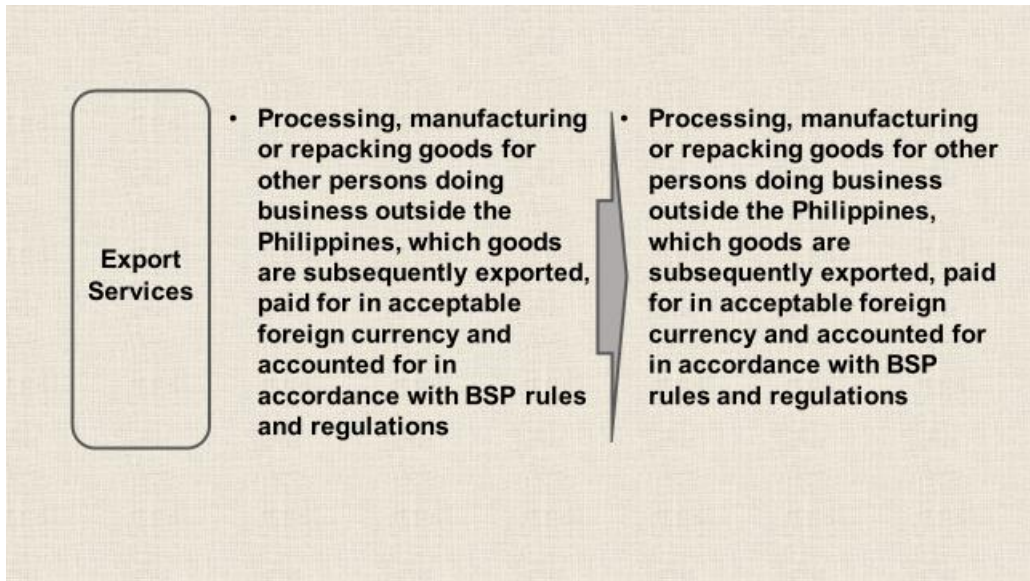 Export
Services
• Processing, manufacturing
or repacking goods for
other persons doing
business outside the
Philippines, which goods
are subsequently exported,
paid for in acceptable
foreign currency and
accounted for in
accordance with BSP rules
and regulations
• Processing, manufacturing
or repacking goods for other
persons doing business
outside the Philippines,
which goods are
subsequently exported, paid
for in acceptable foreign
currency and accounted for
in accordance with BSP
rules and regulations